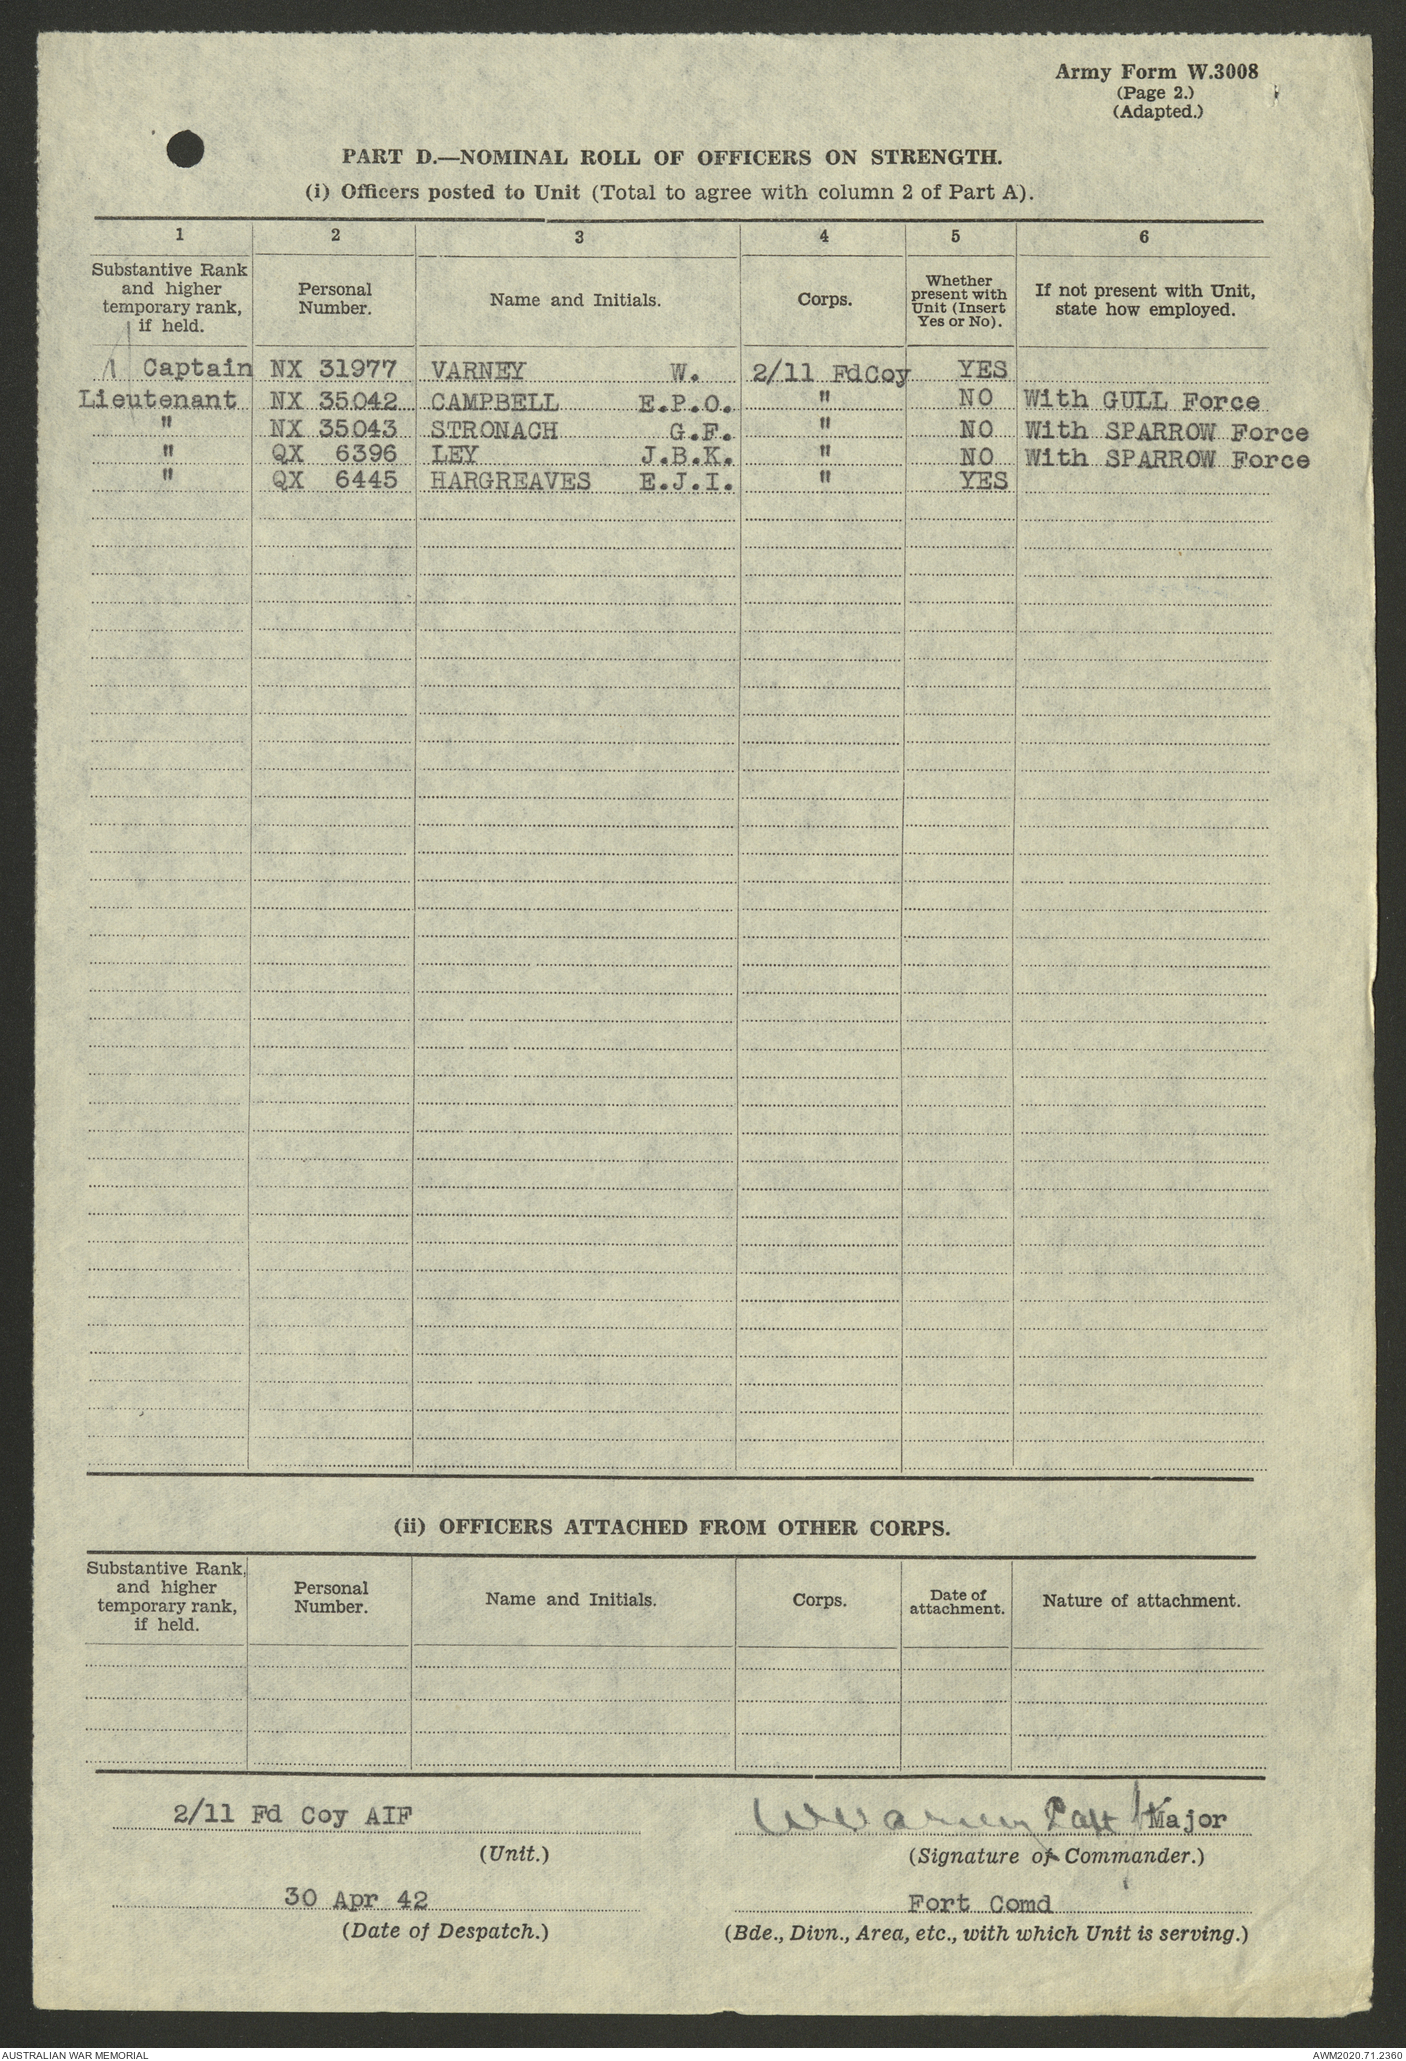 Army Form W.3008
(Page 2.)
(Adapted.)
PART D.—NOMINAL ROLL OF OFFICERS ON STRENGTH.
(i) Officers posted to Unit (Total to agree with column 2 of Part A).
1 2 3 4 5 6
Substantive Rank and higher temporary rank, if held. Personal Number. Name and Initials. Corps. Whether present with Unit (Insert Yes or No). If not present with Unit, state how employed.
Captain NX 31977 VARNEY W. 2/11 FdCoy YES
Lieutenant NX 35042 CAMPBELL E.P.O. " NO With GULL Force
" NX 35043 STRONACH G.F. " NO With SPARROW Force
" QX 6396 LEY J.B.K. " NO With SPARROW Force
" QX 6445 HARGREAVES E.J.I. " YES
(ii) OFFICERS ATTACHED FROM OTHER CORPS.
Substantive Rank, and higher temporary rank, if held. Personal Number. Name and Initials. Corps. Date of attachment. Nature of attachment.
2/11 Fd Coy AIF WVarney Capt Major
(Unit.) (Signature of Commander.)
30 Apr 42 Fort Comd
(Date of Despatch.) (Bde., Divn., Area, etc., with which Unit is serving.)
AUSTRALIAN WAR MEMORIAL AWM2020.71.2360